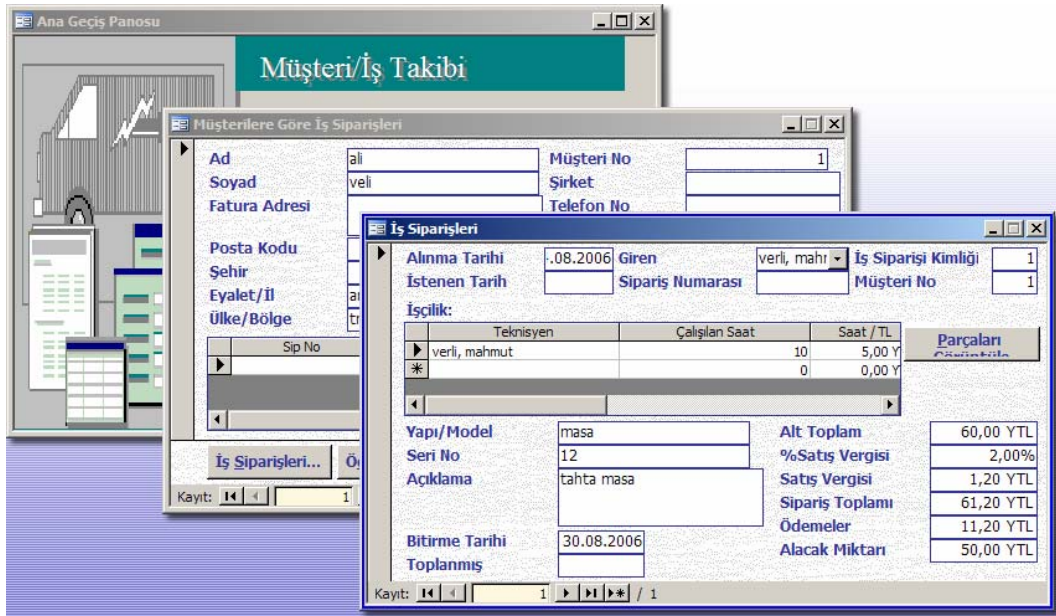 Ana Geçiş Panosu
Müşteri/İş Takibi
Müşterilere Göre İş Siparişleri
Ad ali Müşteri No 1
Soyad veli Şirket
Fatura Adresi Telefon No
Posta Kodu
Şehir
Eyalet/İl
Ülke/Bölge
Sip No
İş Siparişleri...
Kayıt: 1
İş Siparişleri
Alınma Tarihi .08.2006 Giren verli, mahr İş Siparişi Kimliği 1
İstenen Tarih Sipariş Numarası Müşteri No 1
İşçilik:
Teknisyen Çalışılan Saat Saat / TL
verli, mahmut 10 5,00 Y
0 0,00 Y
Parçaları
Görüntüle
Yapı/Model masa Alt Toplam 60,00 YTL
Seri No 12 %Satış Vergisi 2,00%
Açıklama tahta masa Satış Vergisi 1,20 YTL
Sipariş Toplamı 61,20 YTL
Ödemeler 11,20 YTL
Bitirme Tarihi 30.08.2006 Alacak Miktarı 50,00 YTL
Toplanmış
Kayıt: 1 / 1